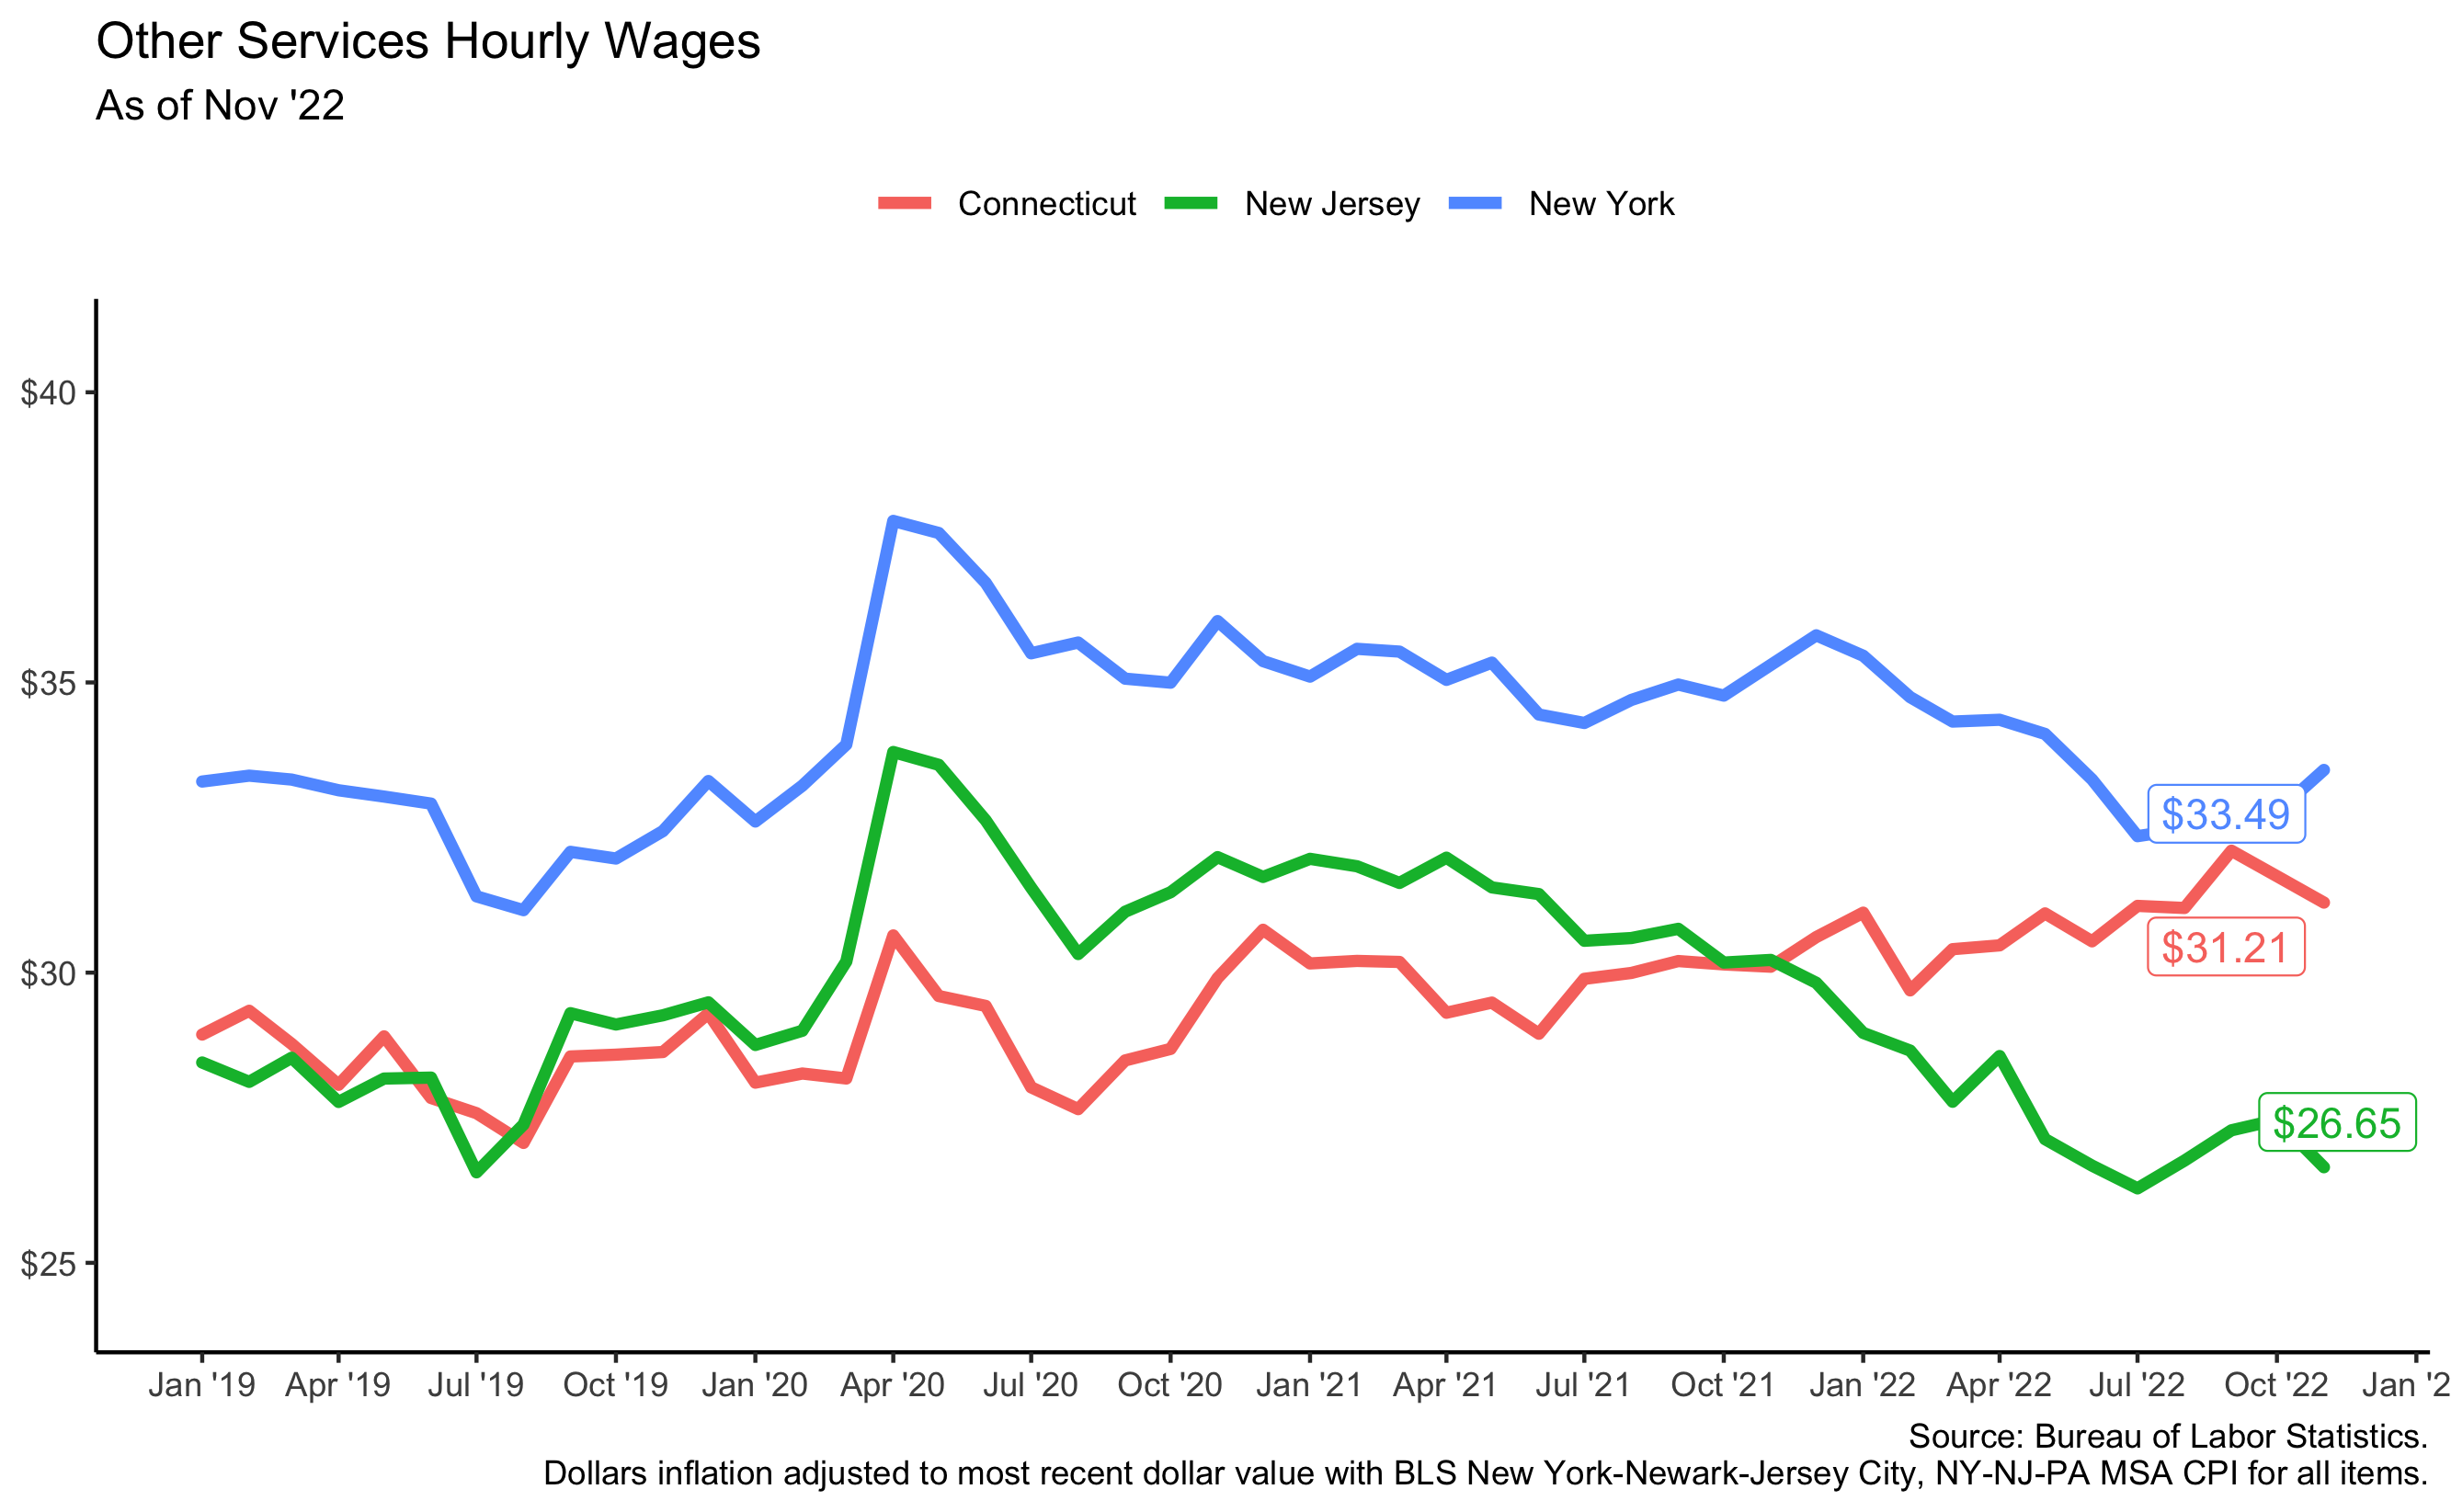 Other Services Hourly Wages
As of Nov '22
Connecticut New Jersey New York
$40
$35
$30
$25
$33.49
$31.21
$26.65
Jan '19 Apr '19 Jul '19 Oct '19 Jan '20 Apr '20 Jul '20 Oct '20 Jan '21 Apr '21 Jul '21 Oct '21 Jan '22 Apr '22 Jul '22 Oct '22 Jan '2
Source: Bureau of Labor Statistics.
Dollars inflation adjusted to most recent dollar value with BLS New York-Newark-Jersey City, NY-NJ-PA MSA CPI for all items.